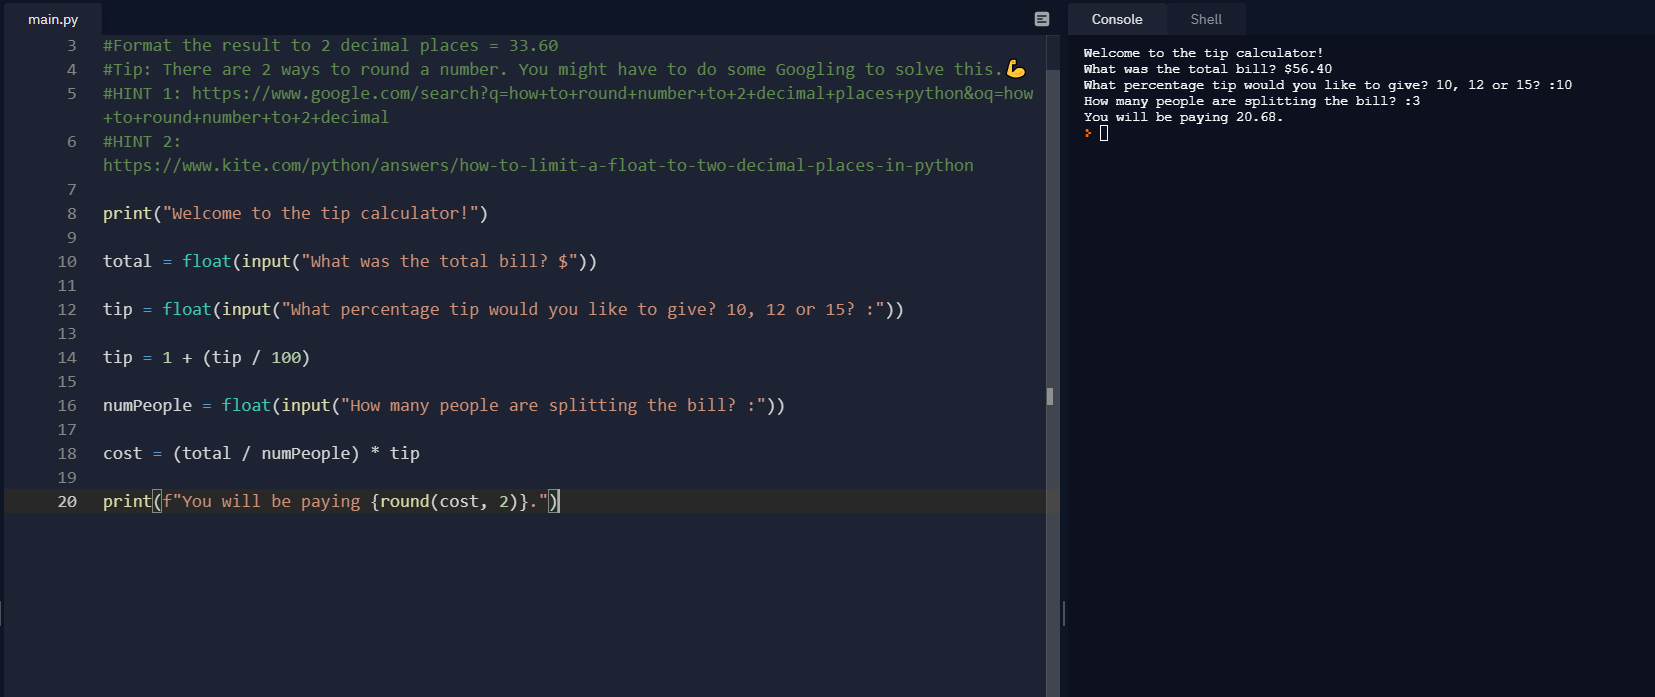 main.py
3 #Format the result to 2 decimal places = 33.60
4 #Tip: There are 2 ways to round a number. You might have to do some Googling to solve this.💪
5 #HINT 1: https://www.google.com/search?q=how+to+round+number+to+2+decimal+places+python&oq=how
+to+round+number+to+2+decimal
6 #HINT 2:
https://www.kite.com/python/answers/how-to-limit-a-float-to-two-decimal-places-in-python
7
8 print("Welcome to the tip calculator!")
9
10 total = float(input("What was the total bill? $"))
11
12 tip = float(input("What percentage tip would you like to give? 10, 12 or 15? :"))
13
14 tip = 1 + (tip / 100)
15
16 numPeople = float(input("How many people are splitting the bill? :"))
17
18 cost = (total / numPeople) * tip
19
20 print(f"You will be paying {round(cost, 2)}.")
Console Shell
Welcome to the tip calculator!
What was the total bill? $56.40
What percentage tip would you like to give? 10, 12 or 15? :10
How many people are splitting the bill? :3
You will be paying 20.68.